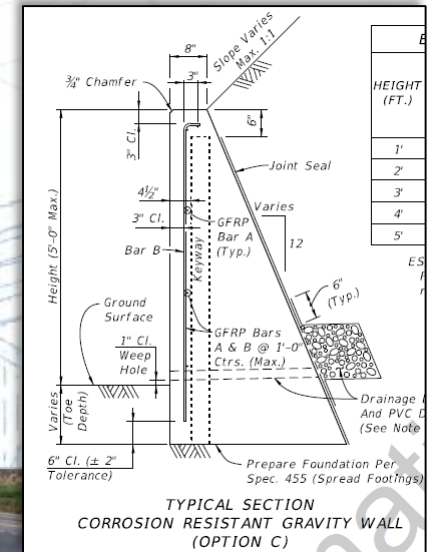 8"
Slope Varies
Max. 1:1
3"
¾" Chamfer
3" Cl.
6"
Joint Seal
4½"
3" Cl.
Varies
12
GFRP
Bar A
(Typ.)
Bar B
Keyway
Height (5'-0" Max.)
6"
(Typ.)
Ground
Surface
GFRP Bars
A & B @ 1'-0"
Ctrs. (Max.)
1" Cl.
Weep
Hole
Varies
(Toe
Depth)
Drainage
And PVC
(See Note
6" Cl. (± 2"
Tolerance)
Prepare Foundation Per
Spec. 455 (Spread Footings)
TYPICAL SECTION
CORROSION RESISTANT GRAVITY WALL
(OPTION C)
HEIGHT
(FT.)
1'
2'
3'
4'
5'